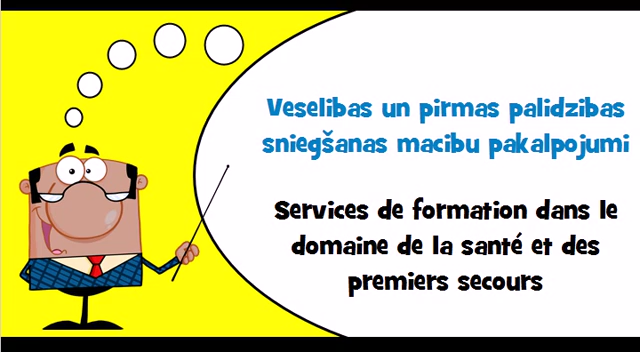 Veselibas un pirmas palidzibas
sniegšanas macibu pakalpojumi
Services de formation dans le
domaine de la santé et des
premiers secours